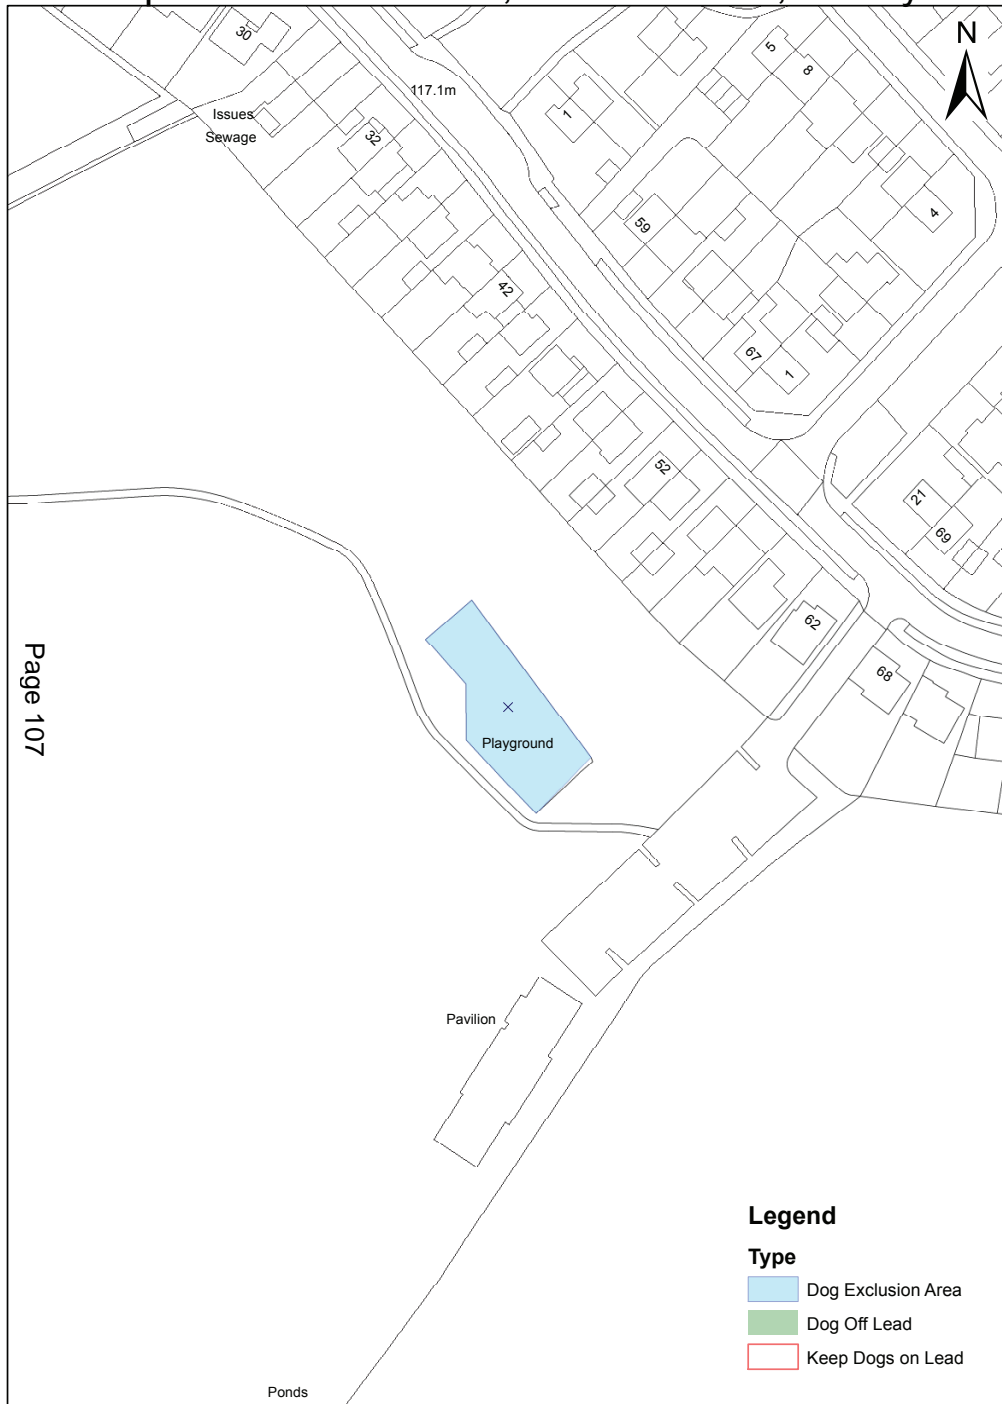 N
30
5
8
117.1m
1
Issues
Sewage
32
4
59
42
67
1
52
21
69
62
68
Page 107
Playground
Pavilion
Legend
Type
Dog Exclusion Area
Dog Off Lead
Keep Dogs on Lead
Ponds